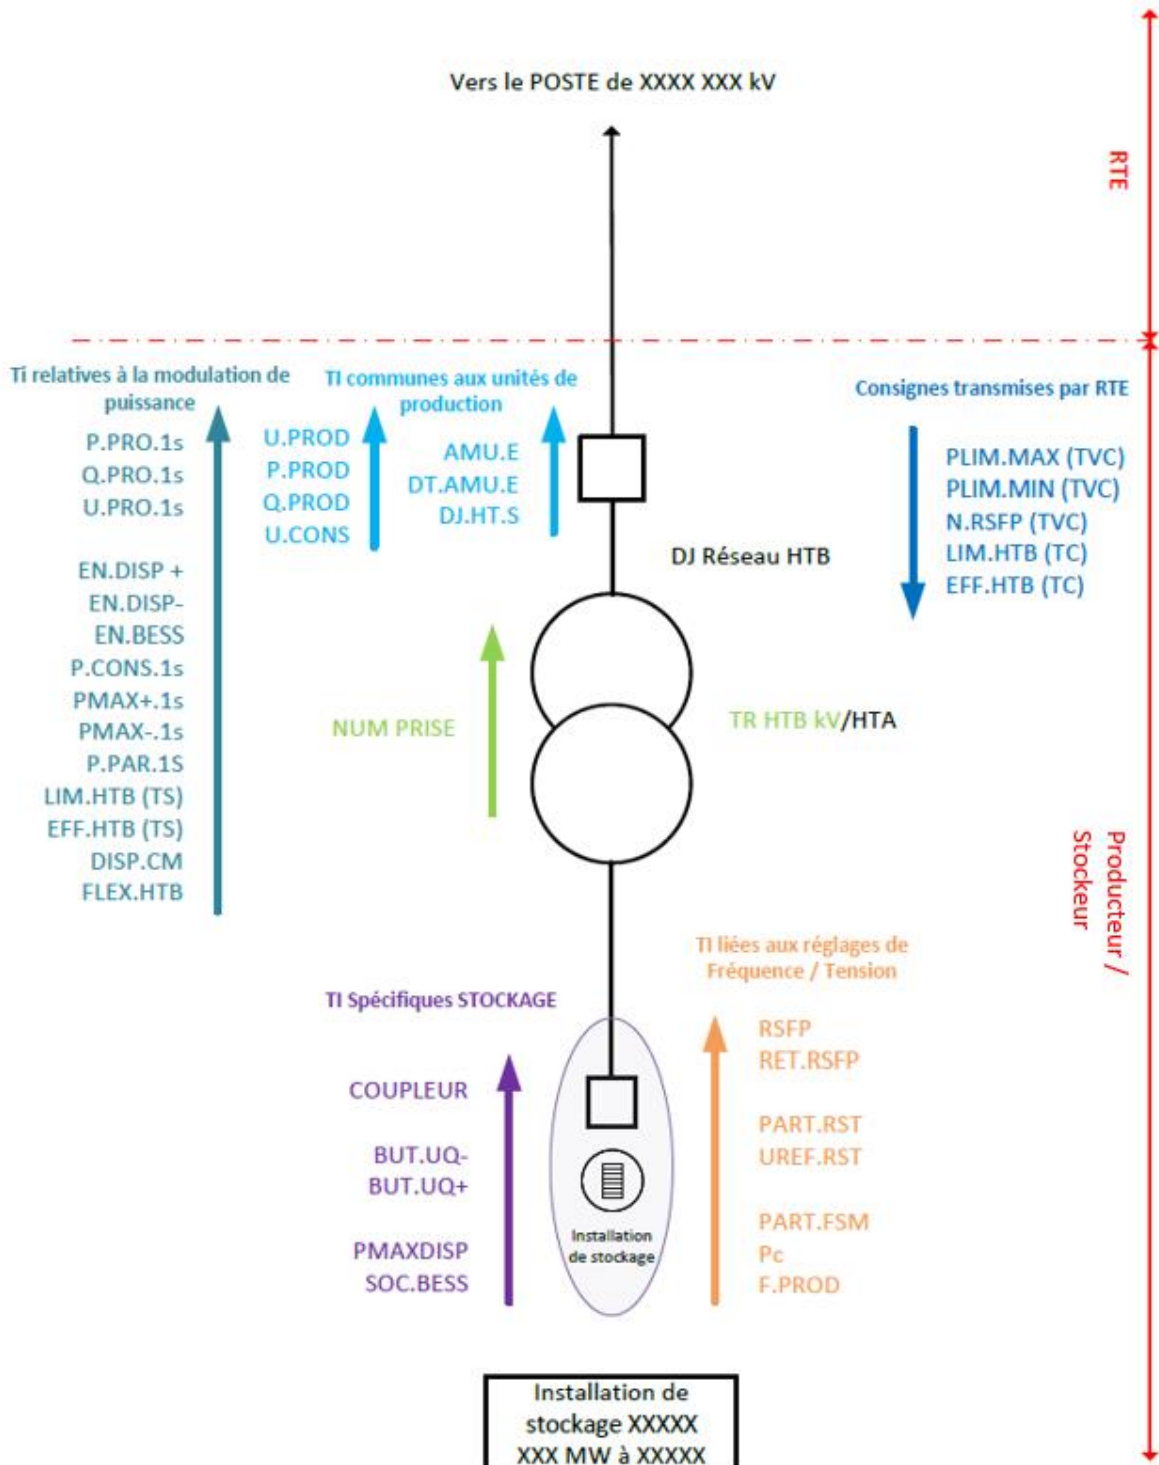 Vers le POSTE de XXXX XXX kV
RTE
Ti relatives à la modulation de
puissance
P.PRO.1s
Q.PRO.1s
U.PRO.1s
EN.DISP +
EN.DISP-
EN.BESS
P.CONS.1s
PMAX+.1s
PMAX-.1s
P.PAR.1S
LIM.HTB (TS)
EFF.HTB (TS)
DISP.CM
FLEX.HTB
TI communes aux unités de
production
U.PROD
P.PROD
Q.PROD
U.CONS
AMU.E
DT.AMU.E
DJ.HT.S
Consignes transmises par RTE
PLIM.MAX (TVC)
PLIM.MIN (TVC)
N.RSFP (TVC)
LIM.HTB (TC)
EFF.HTB (TC)
DJ Réseau HTB
NUM PRISE
TR HTB kV/HTA
Producteur /
Stockeur
TI Spécifiques STOCKAGE
COUPLEUR
BUT.UQ-
BUT.UQ+
PMAXDISP
SOC.BESS
TI liées aux réglages de
Fréquence / Tension
RSFP
RET.RSFP
PART.RST
UREF.RST
PART.FSM
Pc
F.PROD
Installation
de stockage
Installation de
stockage XXXXX
XXX MW à XXXXX